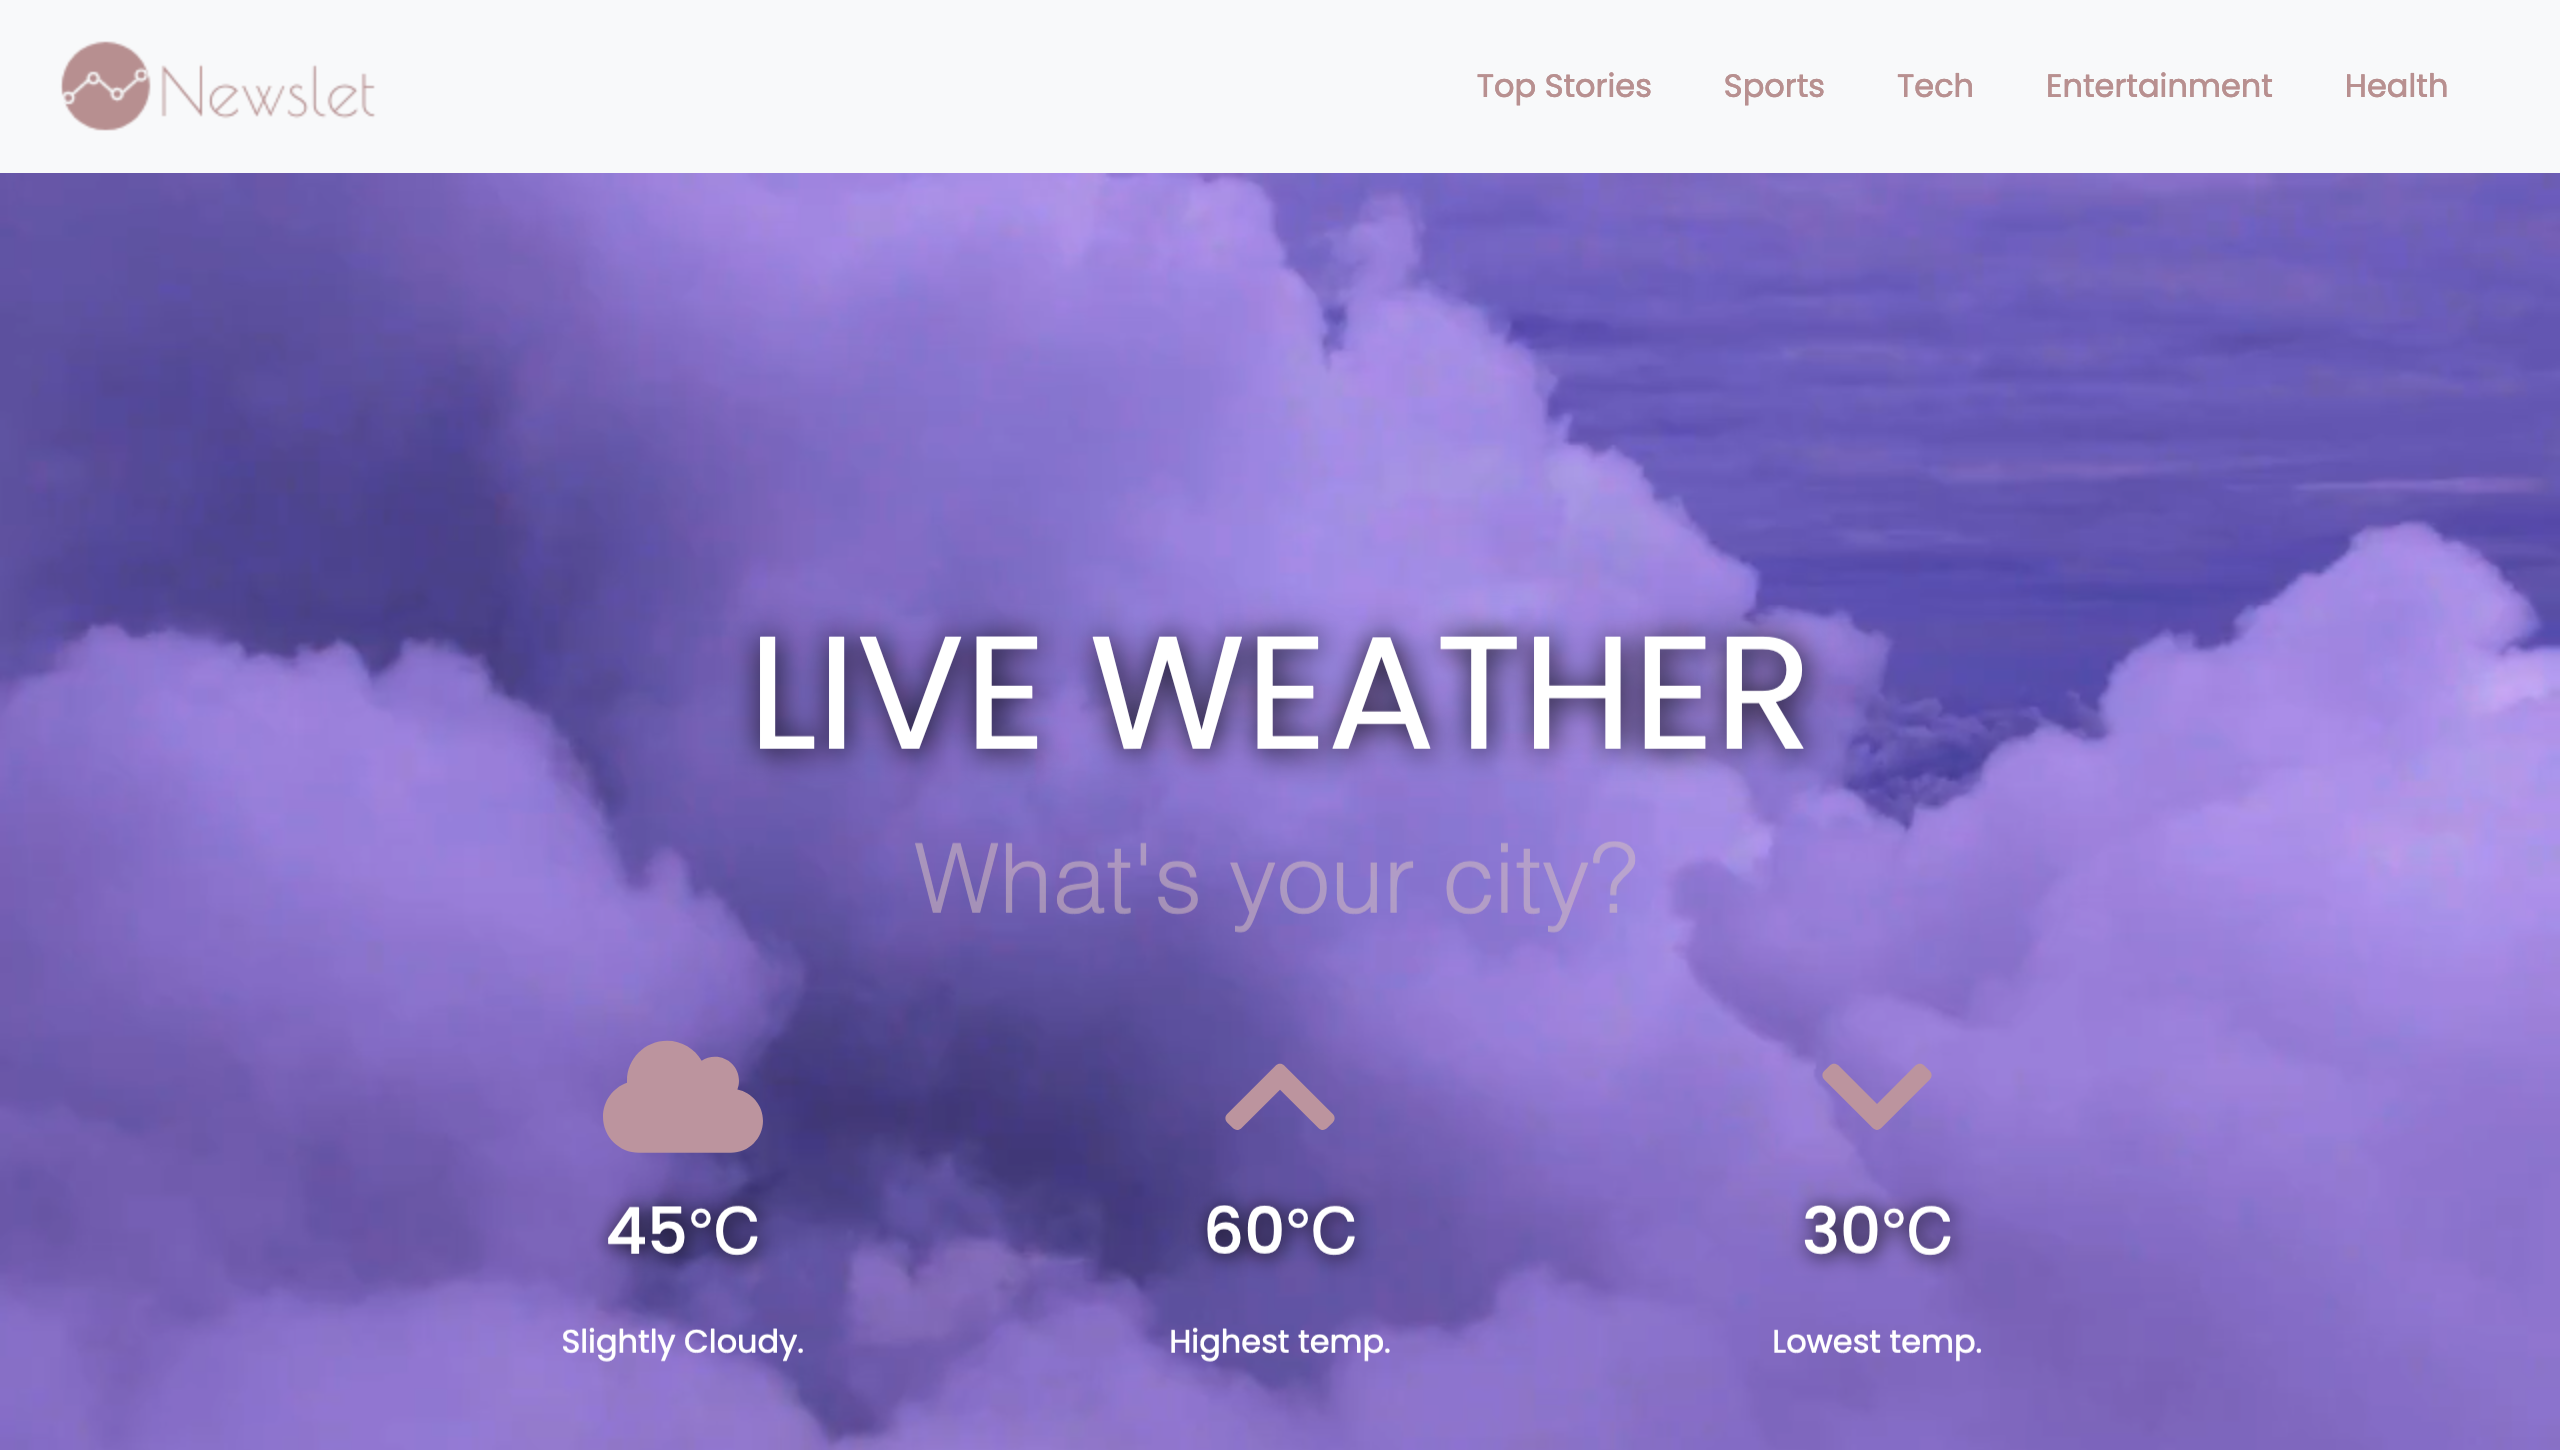 Newslet
Top Stories Sports Tech Entertainment Health
LIVE WEATHER
What's your city?
45°C 60°C 30°C
Slightly Cloudy. Highest temp. Lowest temp.